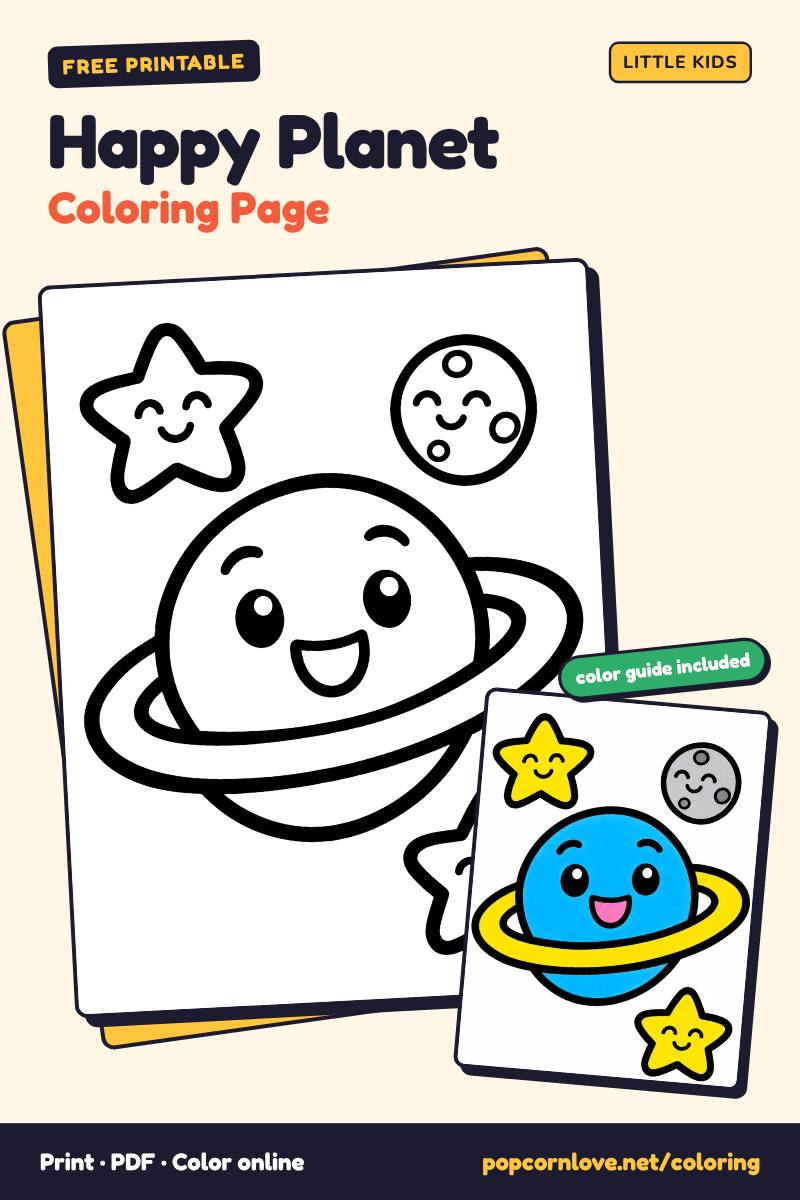 FREE PRINTABLE
LITTLE KIDS
Happy Planet
Coloring Page
color guide included
Print · PDF · Color online
popcornlove.net/coloring